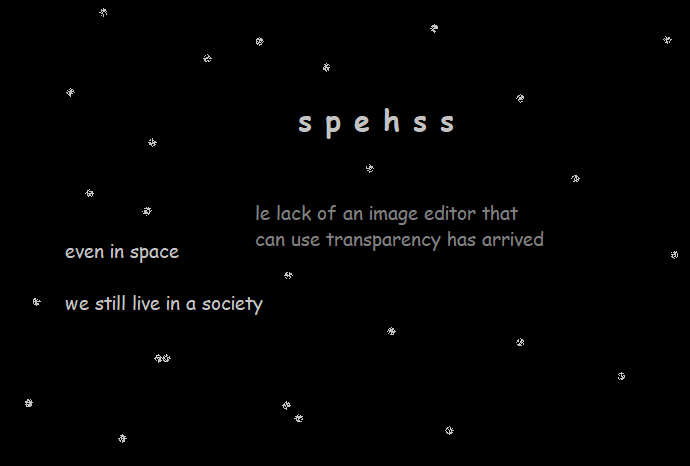 s p e h s s
le lack of an image editor that
can use transparency has arrived
even in space
we still live in a society